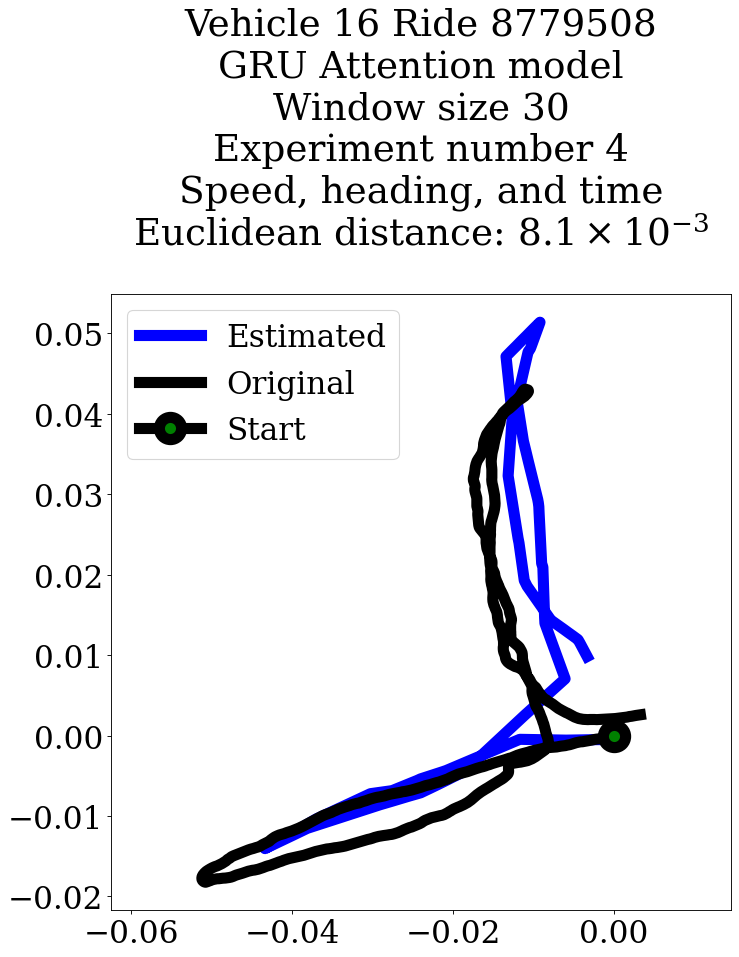 Vehicle 16 Ride 8779508
GRU Attention model
Window size 30
Experiment number 4
Speed, heading, and time
Euclidean distance: 8.1 × 10⁻³
Estimated
Original
Start
0.05
0.04
0.03
0.02
0.01
0.00
−0.01
−0.02
−0.06
−0.04
−0.02
0.00